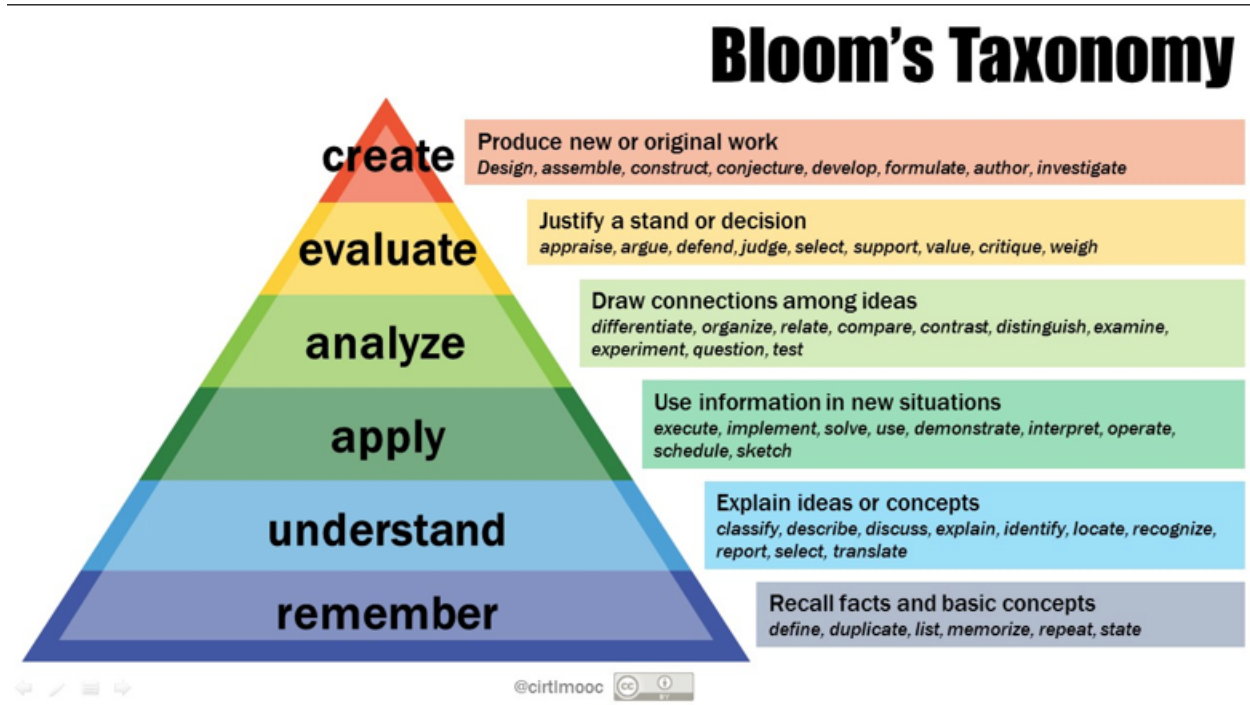 Bloom's Taxonomy
create
Produce new or original work
Design, assemble, construct, conjecture, develop, formulate, author, investigate
evaluate
Justify a stand or decision
appraise, argue, defend, judge, select, support, value, critique, weigh
analyze
Draw connections among ideas
differentiate, organize, relate, compare, contrast, distinguish, examine,
experiment, question, test
apply
Use information in new situations
execute, implement, solve, use, demonstrate, interpret, operate,
schedule, sketch
understand
Explain ideas or concepts
classify, describe, discuss, explain, identify, locate, recognize,
report, select, translate
remember
Recall facts and basic concepts
define, duplicate, list, memorize, repeat, state
@cirtlmooc
cc
BY